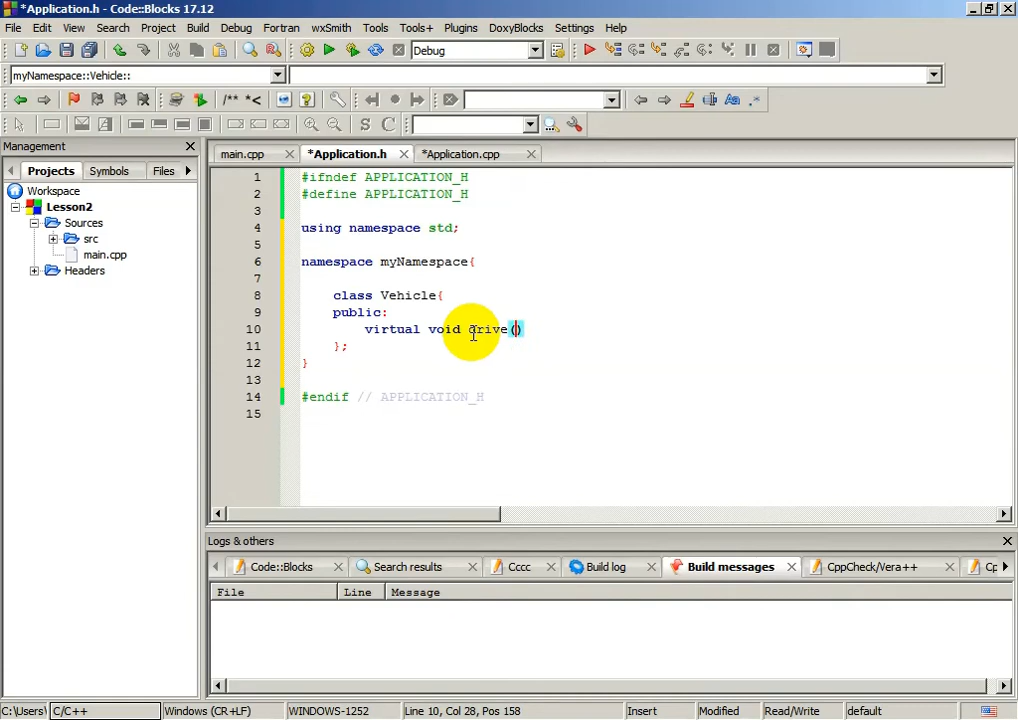 *Application.h - Code::Blocks 17.12
File Edit View Search Project Build Debug Fortran wxSmith Tools Tools+ Plugins DoxyBlocks Settings Help
Debug
myNamespace::Vehicle::
/** *<
S C Aa .*
Management
main.cpp *Application.h *Application.cpp
Projects Symbols Files
Workspace
Lesson2
Sources
src
main.cpp
Headers
1 #ifndef APPLICATION_H
2 #define APPLICATION_H
3
4 using namespace std;
5
6 namespace myNamespace{
7
8 class Vehicle{
9 public:
10 virtual void drive()
11 };
12 }
13
14 #endif // APPLICATION_H
15
Logs & others
Code::Blocks Search results Cccc Build log Build messages CppCheck/Vera++ Cp
File Line Message
C:\Users\ C/C++ Windows (CR+LF) WINDOWS-1252 Line 10, Col 28, Pos 158 Insert Modified Read/Write default